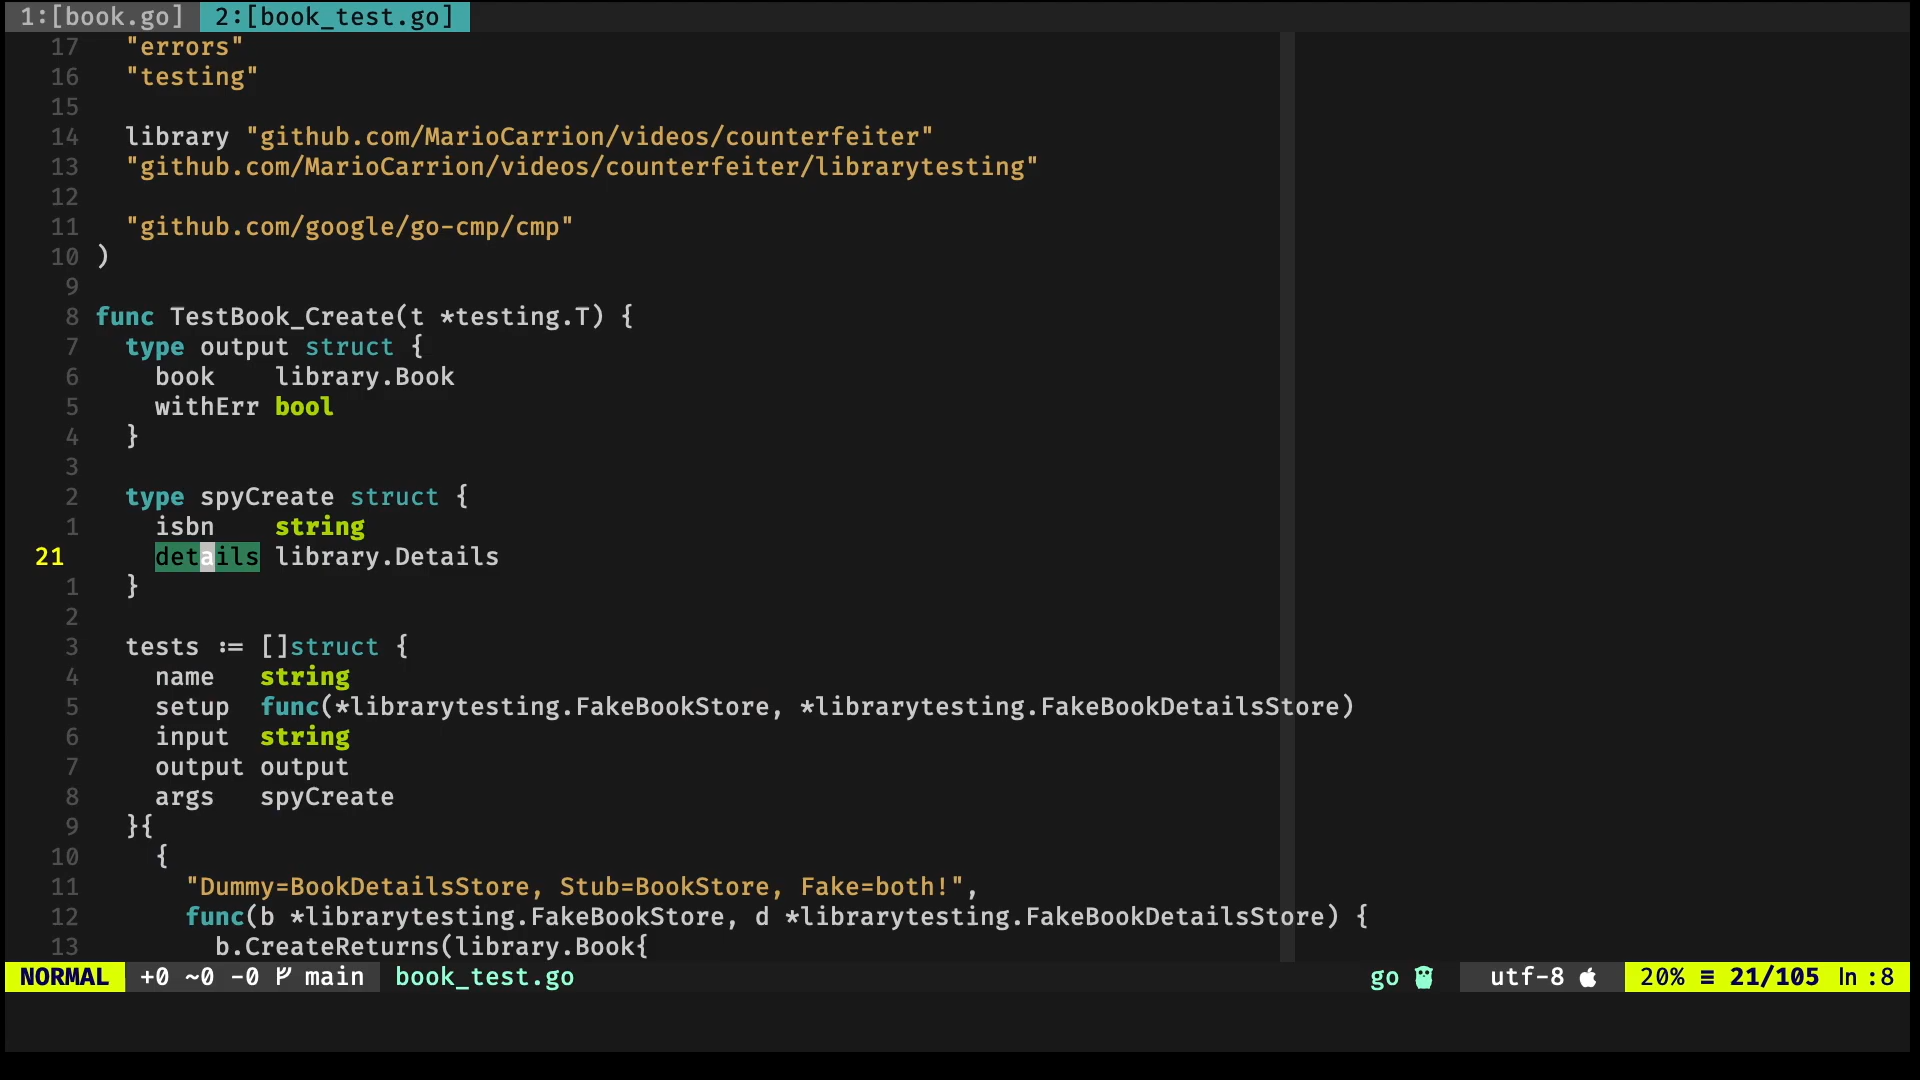 1:[book.go] 2:[book_test.go]
17 "errors"
16 "testing"
15
14 library "github.com/MarioCarrion/videos/counterfeiter"
13 "github.com/MarioCarrion/videos/counterfeiter/librarytesting"
12
11 "github.com/google/go-cmp/cmp"
10 )
9
8 func TestBook_Create(t *testing.T) {
7 type output struct {
6 book library.Book
5 withErr bool
4 }
3
2 type spyCreate struct {
1 isbn string
21 details library.Details
1 }
2
3 tests := []struct {
4 name string
5 setup func(*librarytesting.FakeBookStore, *librarytesting.FakeBookDetailsStore)
6 input string
7 output output
8 args spyCreate
9 }{
10 {
11 "Dummy=BookDetailsStore, Stub=BookStore, Fake=both!",
12 func(b *librarytesting.FakeBookStore, d *librarytesting.FakeBookDetailsStore) {
13 b.CreateReturns(library.Book{
NORMAL +0 ~0 -0 main book_test.go go utf-8 20% ≡ 21/105 ln :8